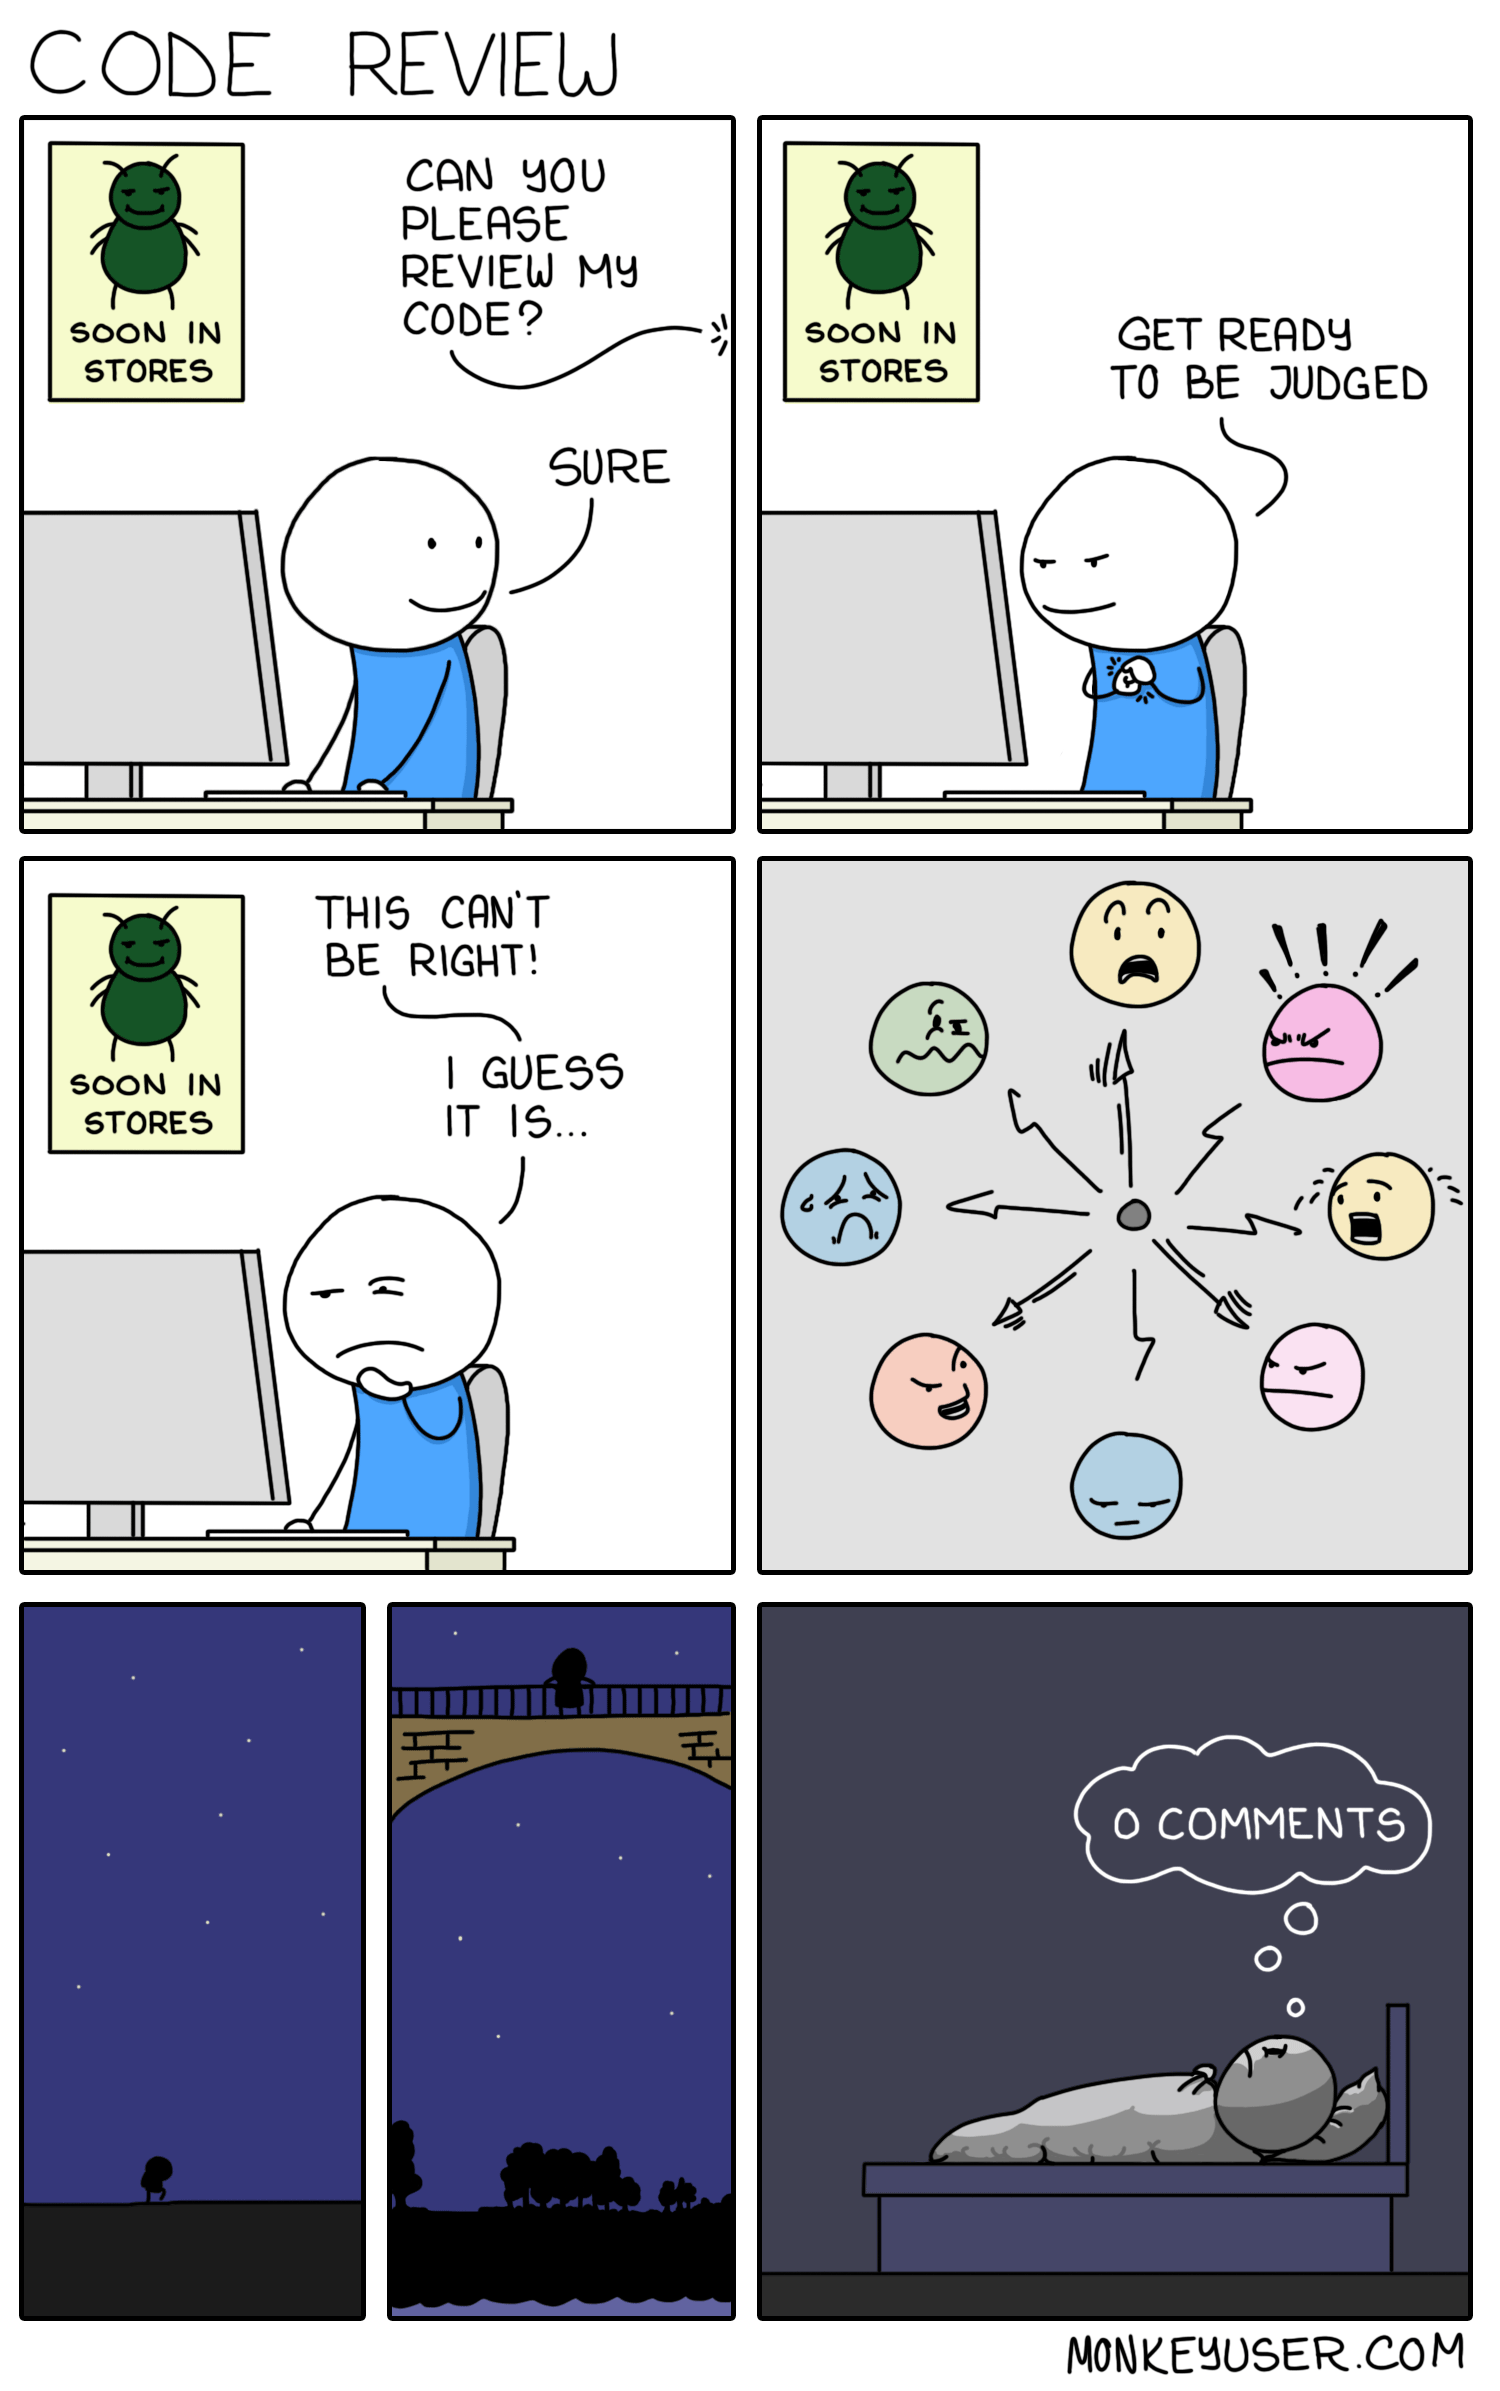 CODE REVIEW
SOON IN
STORES
CAN YOU
PLEASE
REVIEW MY
CODE?
SURE
SOON IN
STORES
GET READY
TO BE JUDGED
SOON IN
STORES
THIS CAN'T
BE RIGHT!
I GUESS
IT IS...
0 COMMENTS
MONKEYUSER.COM